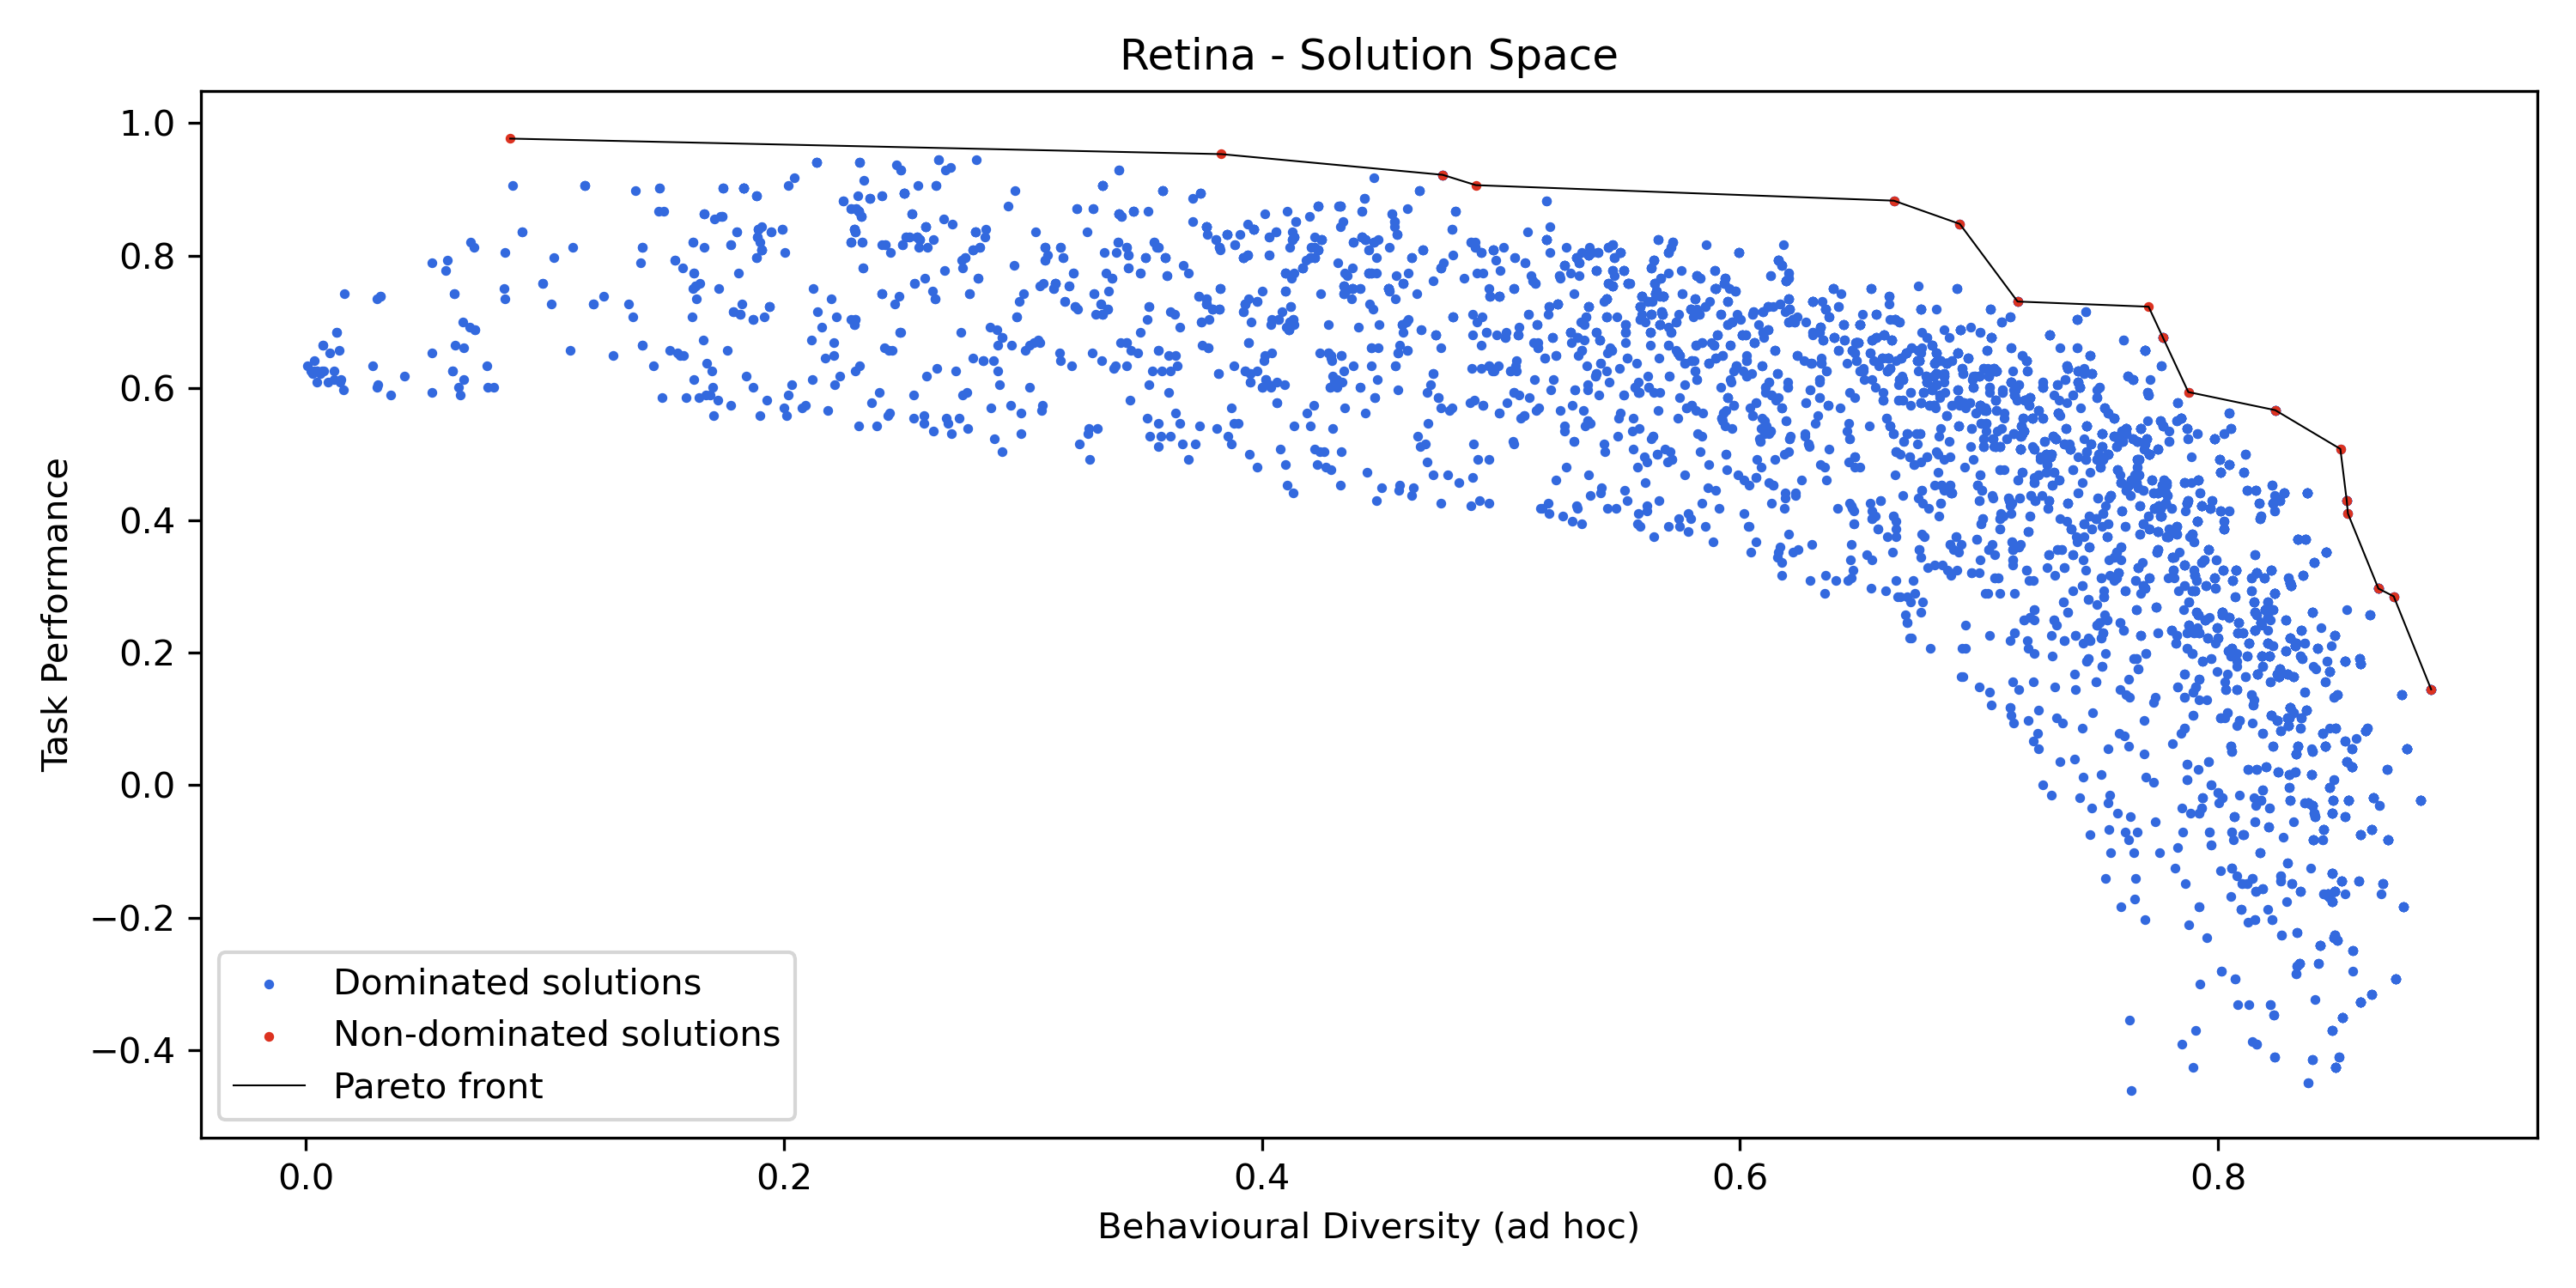 Retina - Solution Space
1.0
0.8
0.6
0.4
0.2
0.0
−0.2
−0.4
Task Performance
Dominated solutions
Non-dominated solutions
Pareto front
0.0 0.2 0.4 0.6 0.8
Behavioural Diversity (ad hoc)